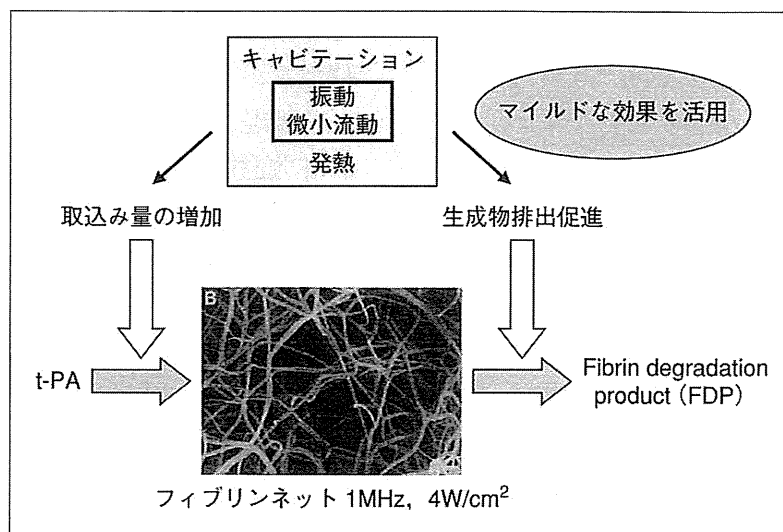 キャビテーション
振動
微小流動
発熱
マイルドな効果を活用
取込み量の増加
生成物排出促進
B
t-PA
Fibrin degradation
product (FDP)
フィブリンネット 1MHz, 4W/cm²